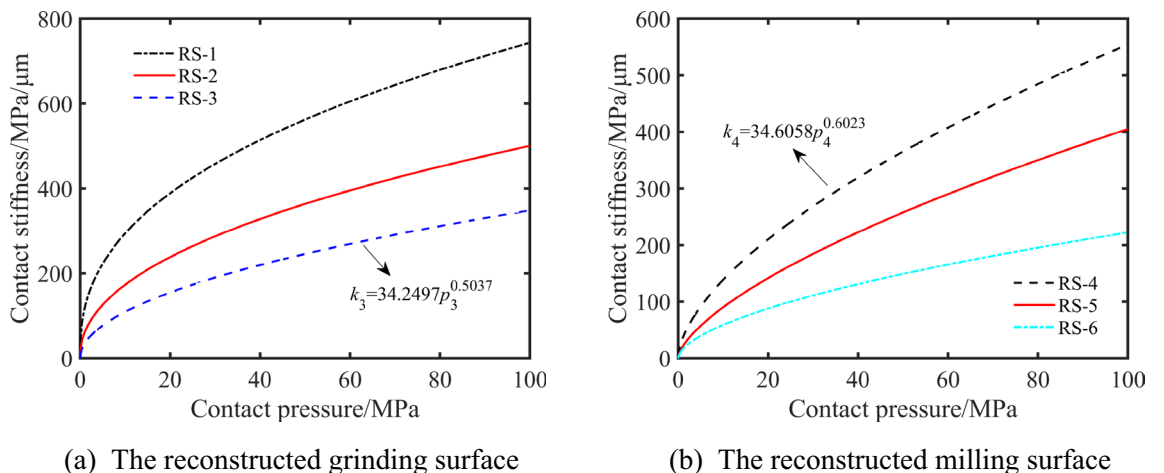 800
600
400
200
0
0 20 40 60 80 100
Contact stiffness/MPa/μm
Contact pressure/MPa
RS-1
RS-2
RS-3
k₃=34.2497p₃^0.5037
(a) The reconstructed grinding surface
600
500
400
300
200
100
0
0 20 40 60 80 100
Contact stiffness/MPa/μm
Contact pressure/MPa
k₄=34.6058p₄^0.6023
RS-4
RS-5
RS-6
(b) The reconstructed milling surface